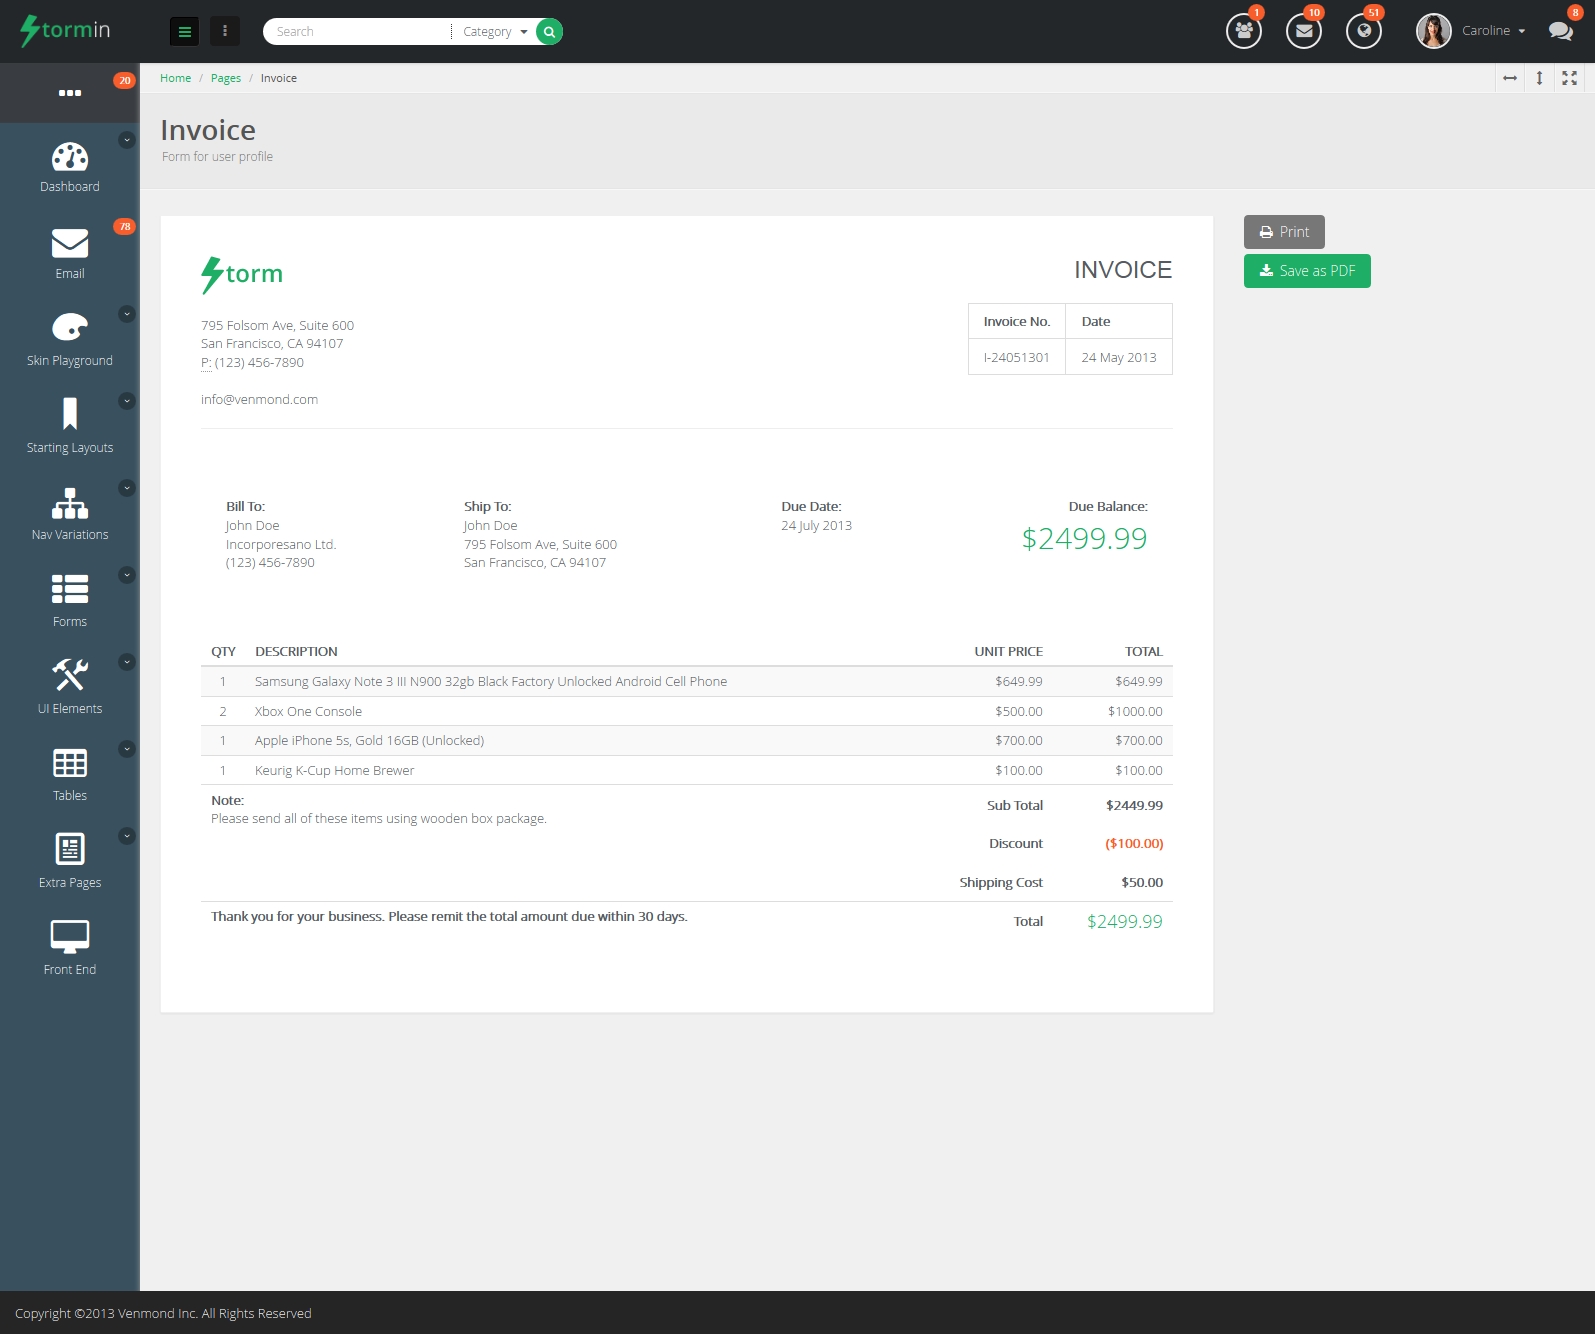 tormin
Search
Category
1
10
51
Caroline
8
20
Home / Pages / Invoice
Invoice
Form for user profile
Dashboard
78
Email
Skin Playground
Starting Layouts
Nav Variations
Forms
UI Elements
Tables
Extra Pages
Front End
Print
Save as PDF
torm
INVOICE
795 Folsom Ave, Suite 600
San Francisco, CA 94107
P: (123) 456-7890
info@venmond.com
Invoice No. Date
I-24051301 24 May 2013
Bill To:
John Doe
Incorporesano Ltd.
(123) 456-7890
Ship To:
John Doe
795 Folsom Ave, Suite 600
San Francisco, CA 94107
Due Date:
24 July 2013
Due Balance:
$2499.99
QTY DESCRIPTION UNIT PRICE TOTAL
1 Samsung Galaxy Note 3 III N900 32gb Black Factory Unlocked Android Cell Phone $649.99 $649.99
2 Xbox One Console $500.00 $1000.00
1 Apple iPhone 5s, Gold 16GB (Unlocked) $700.00 $700.00
1 Keurig K-Cup Home Brewer $100.00 $100.00
Note:
Please send all of these items using wooden box package.
Sub Total $2449.99
Discount ($100.00)
Shipping Cost $50.00
Thank you for your business. Please remit the total amount due within 30 days.
Total $2499.99
Copyright ©2013 Venmond Inc. All Rights Reserved